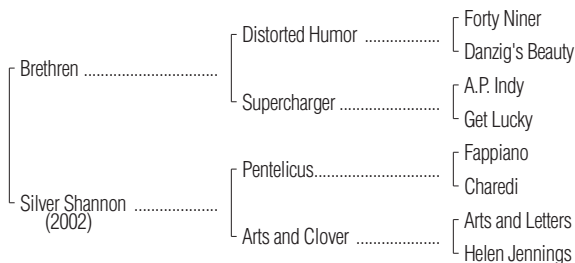 Forty Niner
Distorted Humor ..................
Danzig's Beauty
Brethren ................................
A.P. Indy
Supercharger ........................
Get Lucky
Fappiano
Pentelicus..............................
Charedi
Silver Shannon ....................
(2002)
Arts and Letters
Arts and Clover ....................
Helen Jennings